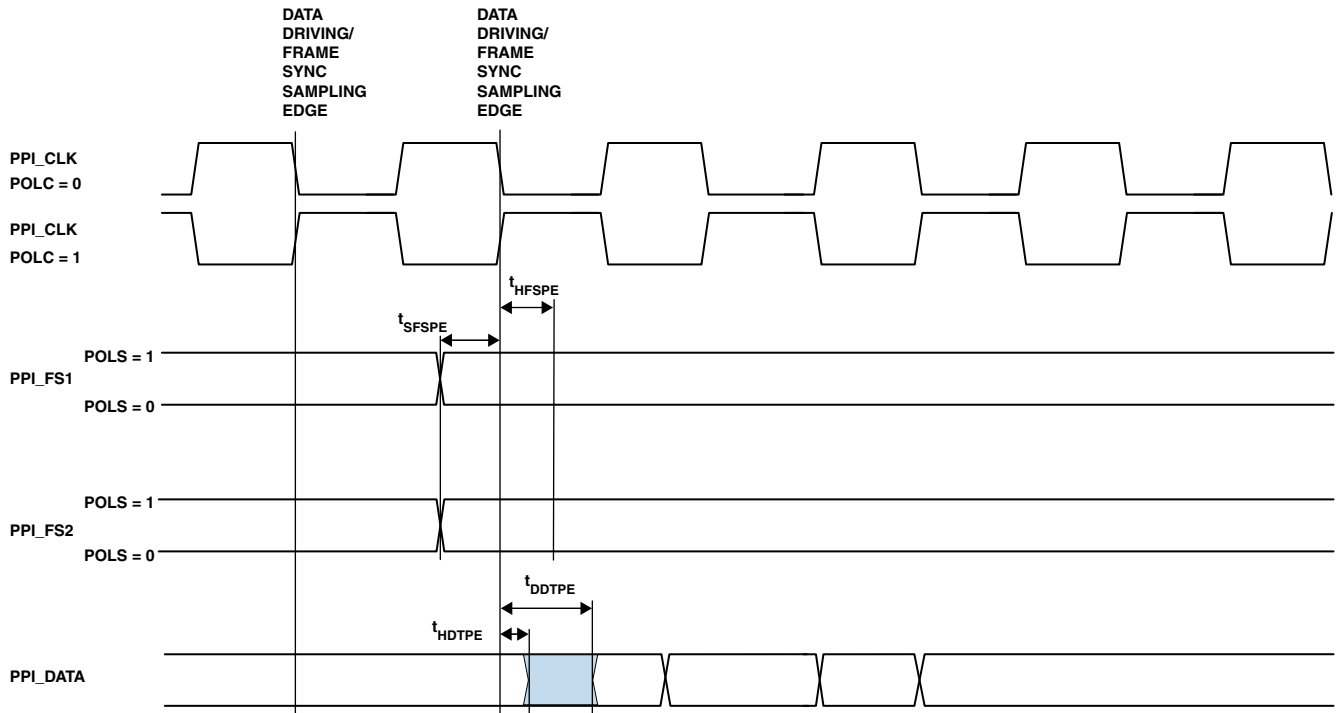 DATA
DRIVING/
FRAME
SYNC
SAMPLING
EDGE
DATA
DRIVING/
FRAME
SYNC
SAMPLING
EDGE
PPI_CLK
POLC = 0
PPI_CLK
POLC = 1
tHFSPE
tSFSPE
POLS = 1
PPI_FS1
POLS = 0
POLS = 1
PPI_FS2
POLS = 0
tDDTPE
tHDTPE
PPI_DATA